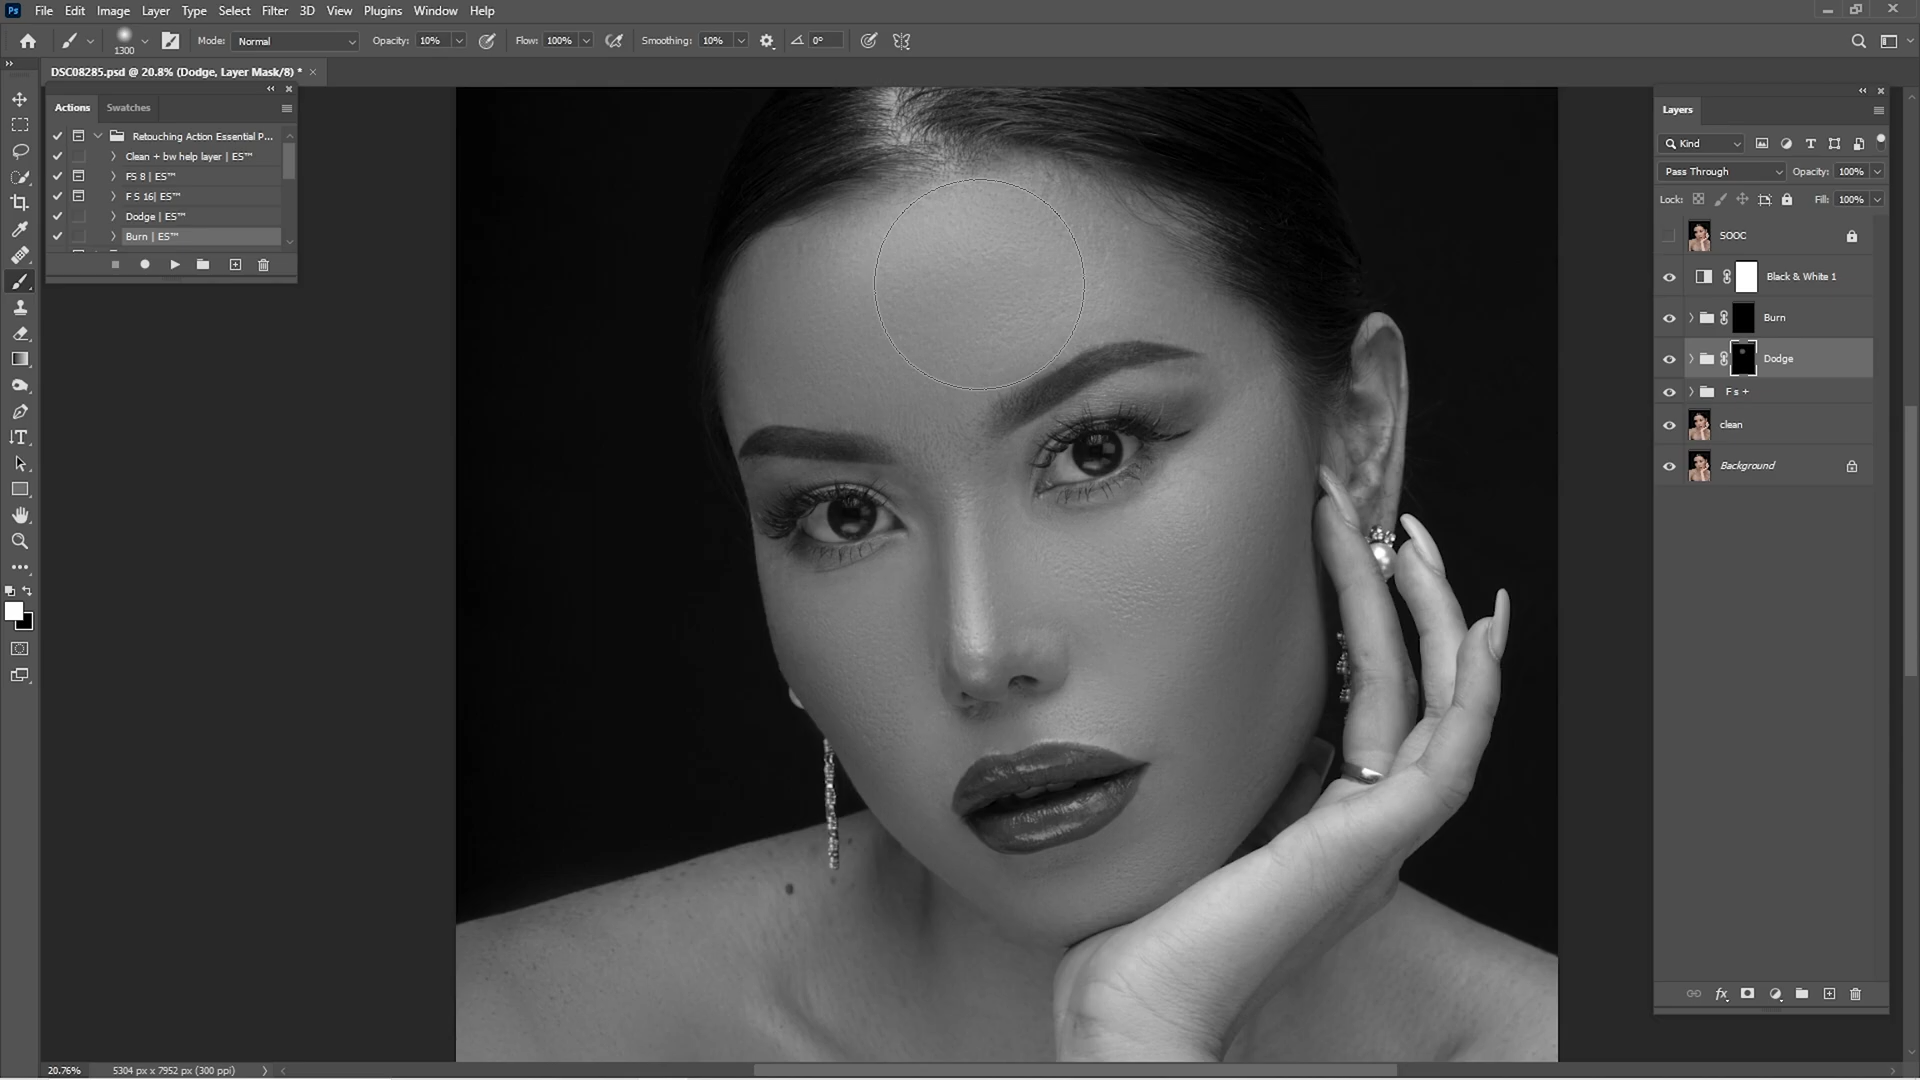 Ps File Edit Image Layer Type Select Filter 3D View Plugins Window Help
1300 Mode: Normal Opacity: 10% Flow: 100% Smoothing: 10% 0°
DSC08285.psd @ 20.8% (Dodge, Layer Mask/8) *
Actions Swatches
Retouching Action Essential P...
Clean + bw help layer | ES™
FS 8 | ES™
F S 16| ES™
Dodge | ES™
Burn | ES™
Layers
Kind
Pass Through Opacity: 100%
Lock: Fill: 100%
SOOC
Black & White 1
Burn
Dodge
F s +
clean
Background
fx
20.76% 5304 px x 7952 px (300 ppi)